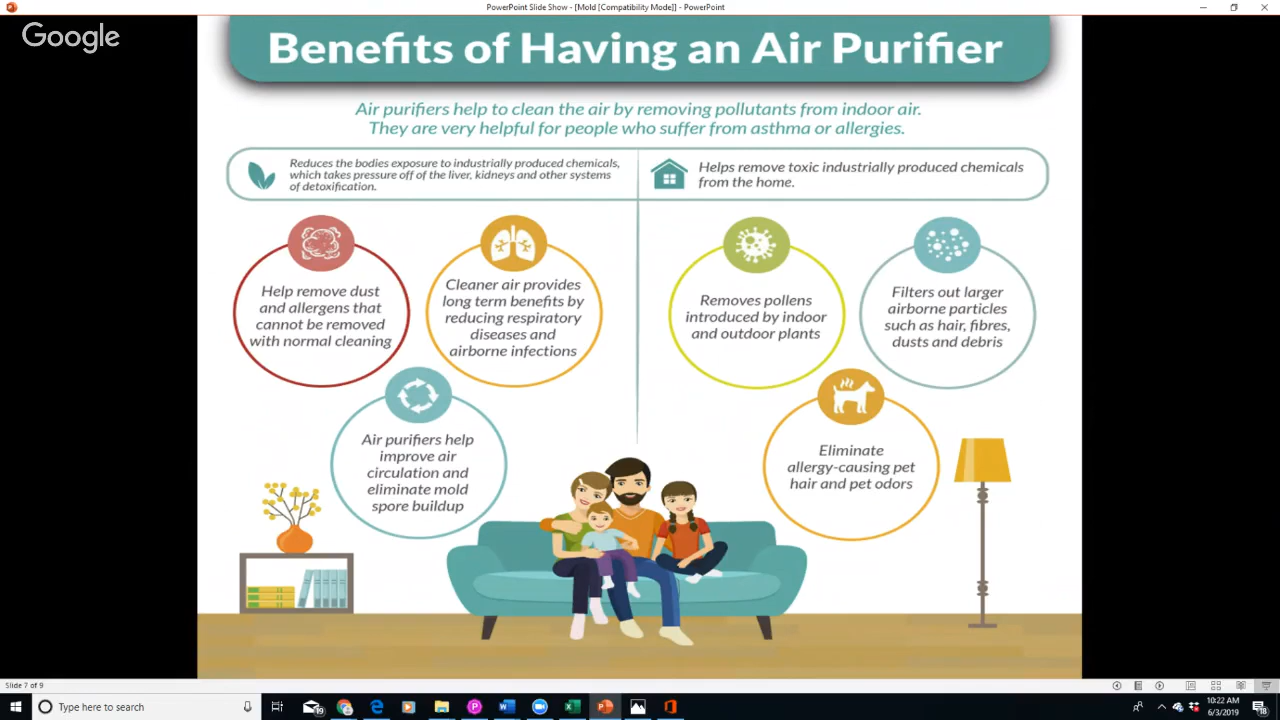 PowerPoint Slide Show - [Mold [Compatibility Mode]] - PowerPoint
Google
Benefits of Having an Air Purifier
Air purifiers help to clean the air by removing pollutants from indoor air.
They are very helpful for people who suffer from asthma or allergies.
Reduces the bodies exposure to industrially produced chemicals,
which takes pressure off of the liver, kidneys and other systems
of detoxification.
Helps remove toxic industrially produced chemicals
from the home.
Help remove dust
and allergens that
cannot be removed
with normal cleaning
Cleaner air provides
long term benefits by
reducing respiratory
diseases and
airborne infections
Removes pollens
introduced by indoor
and outdoor plants
Filters out larger
airborne particles
such as hair, fibres,
dusts and debris
Air purifiers help
improve air
circulation and
eliminate mold
spore buildup
Eliminate
allergy-causing pet
hair and pet odors
Slide 7 of 9
Type here to search
19
10:22 AM
6/3/2019
18